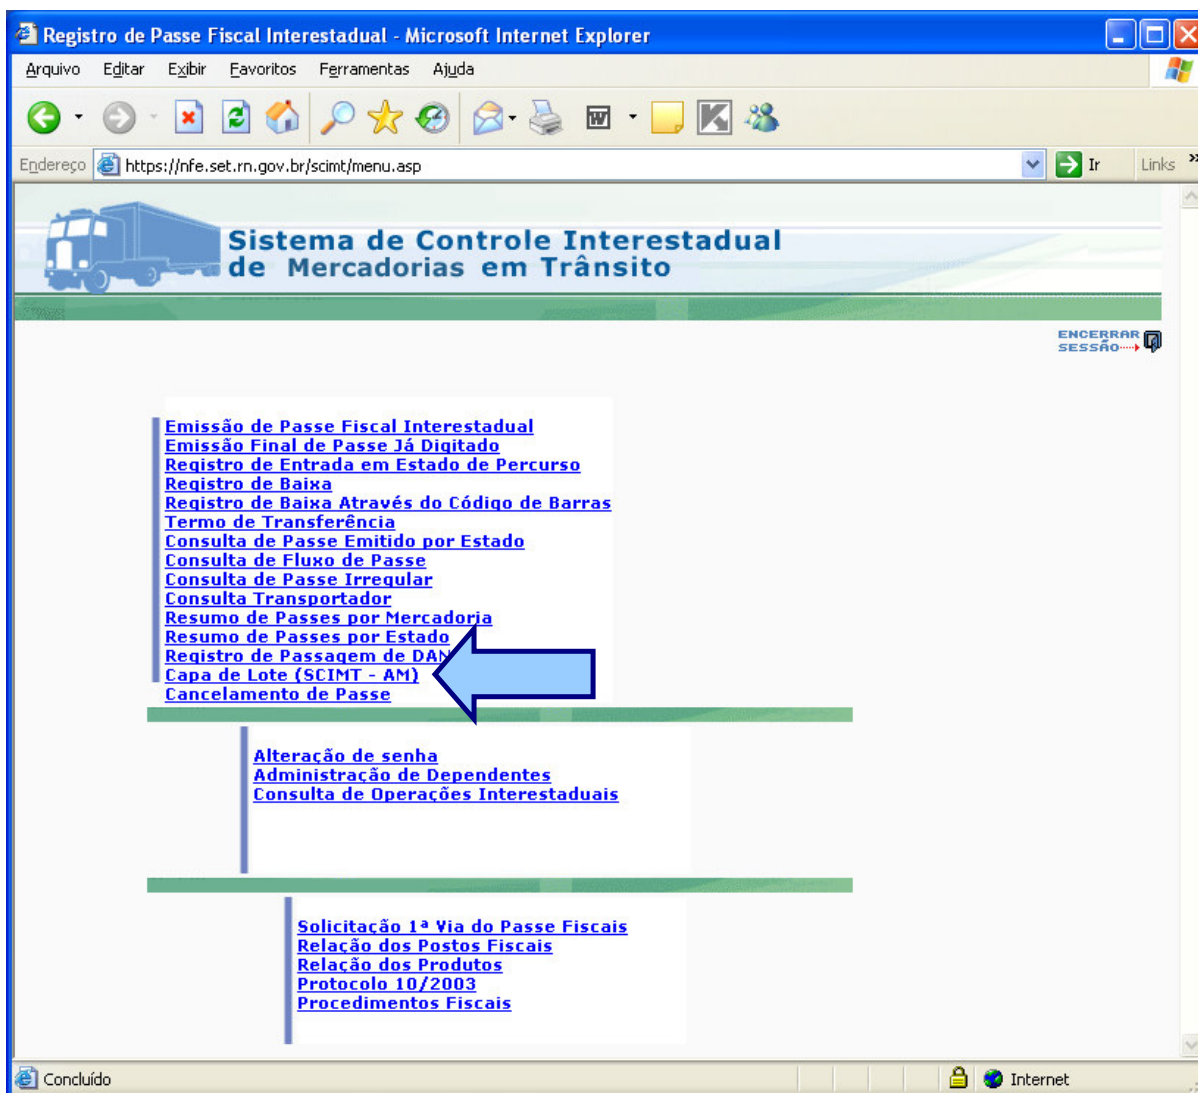 Registro de Passe Fiscal Interestadual - Microsoft Internet Explorer
Arquivo Editar Exibir Favoritos Ferramentas Ajuda
Endereço https://nfe.set.rn.gov.br/scimt/menu.asp Ir Links »
Sistema de Controle Interestadual
de Mercadorias em Trânsito
ENCERRAR
SESSÃO
Emissão de Passe Fiscal Interestadual
Emissão Final de Passe Já Digitado
Registro de Entrada em Estado de Percurso
Registro de Baixa
Registro de Baixa Através do Código de Barras
Termo de Transferência
Consulta de Passe Emitido por Estado
Consulta de Fluxo de Passe
Consulta de Passe Irregular
Consulta Transportador
Resumo de Passes por Mercadoria
Resumo de Passes por Estado
Registro de Passagem de DAN
Capa de Lote (SCIMT - AM)
Cancelamento de Passe
Alteração de senha
Administração de Dependentes
Consulta de Operações Interestaduais
Solicitação 1ª Via do Passe Fiscais
Relação dos Postos Fiscais
Relação dos Produtos
Protocolo 10/2003
Procedimentos Fiscais
Concluído Internet